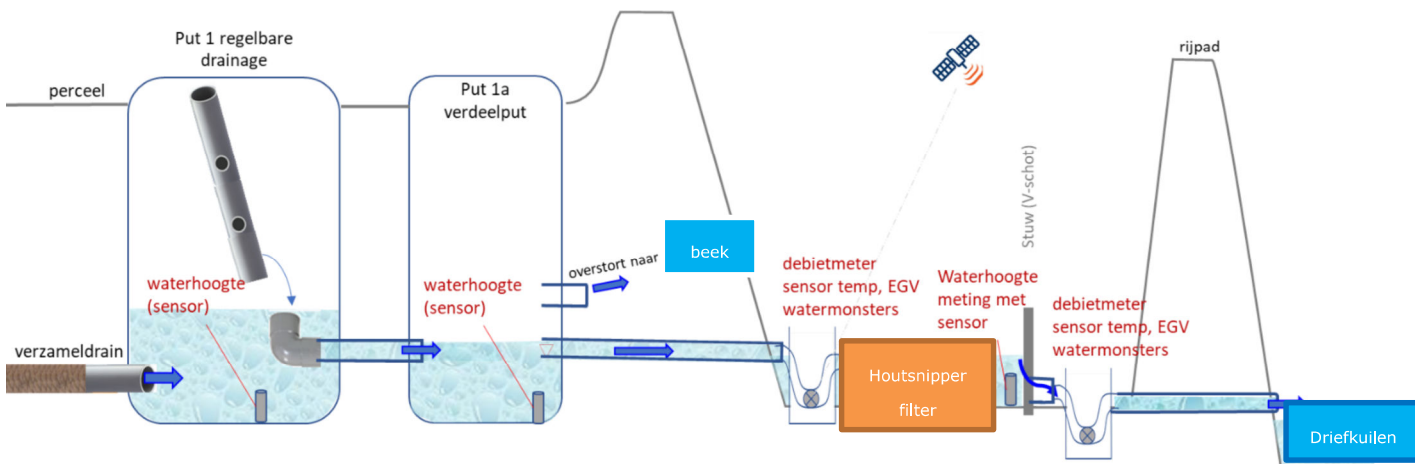 Put 1 regelbare
drainage
perceel
Put 1a
verdeelput
rijpad
Stuw (V-schot)
beek
overstort naar
waterhoogte
(sensor)
waterhoogte
(sensor)
debietmeter
sensor temp, EGV
watermonsters
Waterhoogte
meting met
sensor
debietmeter
sensor temp, EGV
watermonsters
verzameldrain
Houtsnipper
filter
Driefkuilen